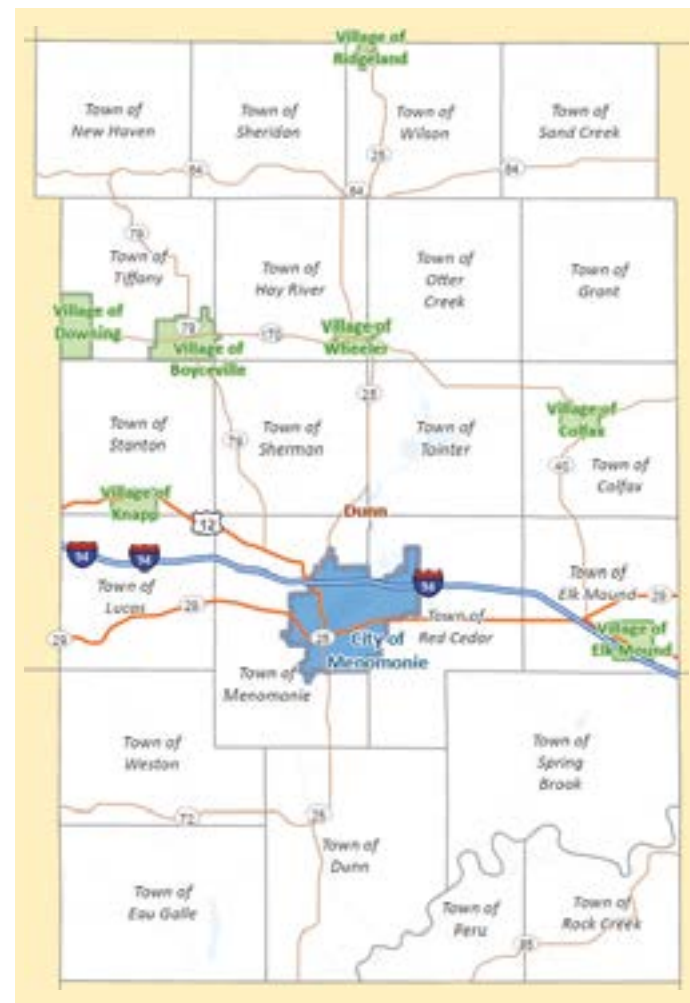 Village of
Ridgeland
Town of
New Haven
Town of
Sheridan
Town of
Wilson
Town of
Sand Creek
25
64
64
64
79
Town of
Tiffany
Town of
Hay River
Town of
Otter
Creek
Town of
Grant
Village of
Downing
79
Village of
Boyceville
170
Village of
Wheeler
25
Village of
Colfax
Town of
Stanton
79
Town of
Sherman
Town of
Tainter
40
Town of
Colfax
Village of
Knapp
12
Dunn
94
94
94
Town of
Lucas
29
29
Town of
Elk Mound
29
Town of
Red Cedar
25
City of
Menomonie
Village of
Elk Mound
Town of
Menomonie
Town of
Weston
Town of
Spring
Brook
72
25
Town of
Dunn
Town of
Eau Galle
Town of
Peru
Town of
Rock Creek
85